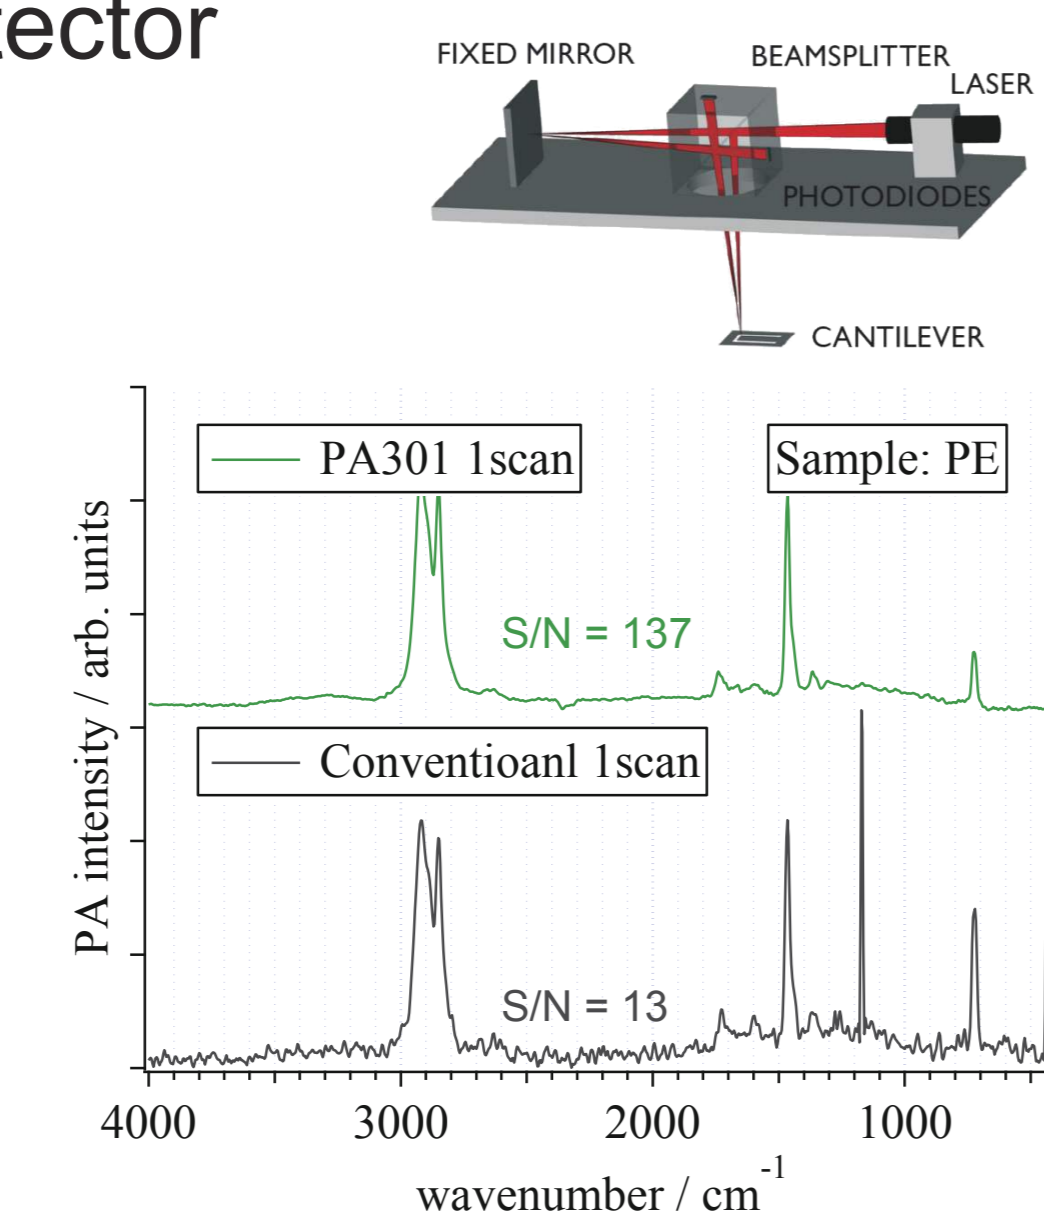 tector
FIXED MIRROR
BEAMSPLITTER
LASER
PHOTODIODES
CANTILEVER
PA301 1scan
Sample: PE
S/N = 137
Conventioanl 1scan
S/N = 13
PA intensity / arb. units
4000 3000 2000 1000
wavenumber / cm-1